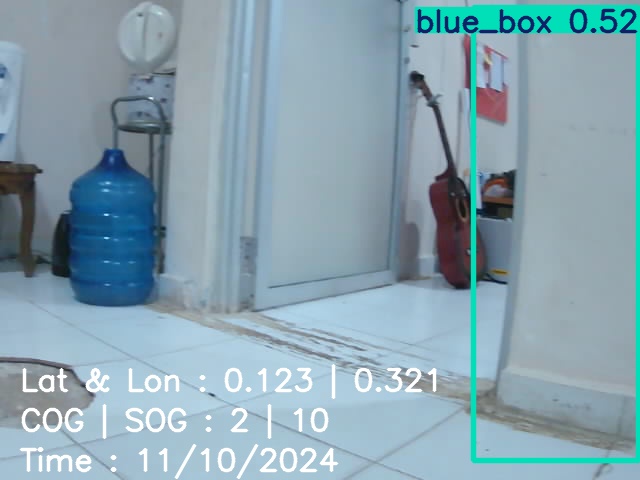 blue_box 0.52
Lat & Lon : 0.123 | 0.321
COG | SOG : 2 | 10
Time : 11/10/2024